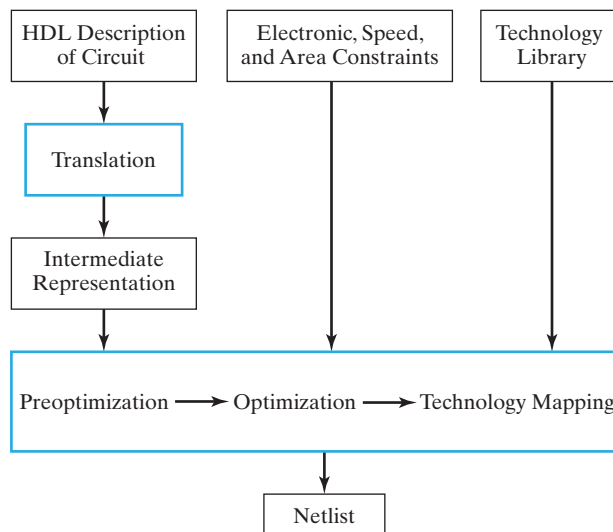 HDL Description
of Circuit
Electronic, Speed,
and Area Constraints
Technology
Library
Translation
Intermediate
Representation
Preoptimization
Optimization
Technology Mapping
Netlist